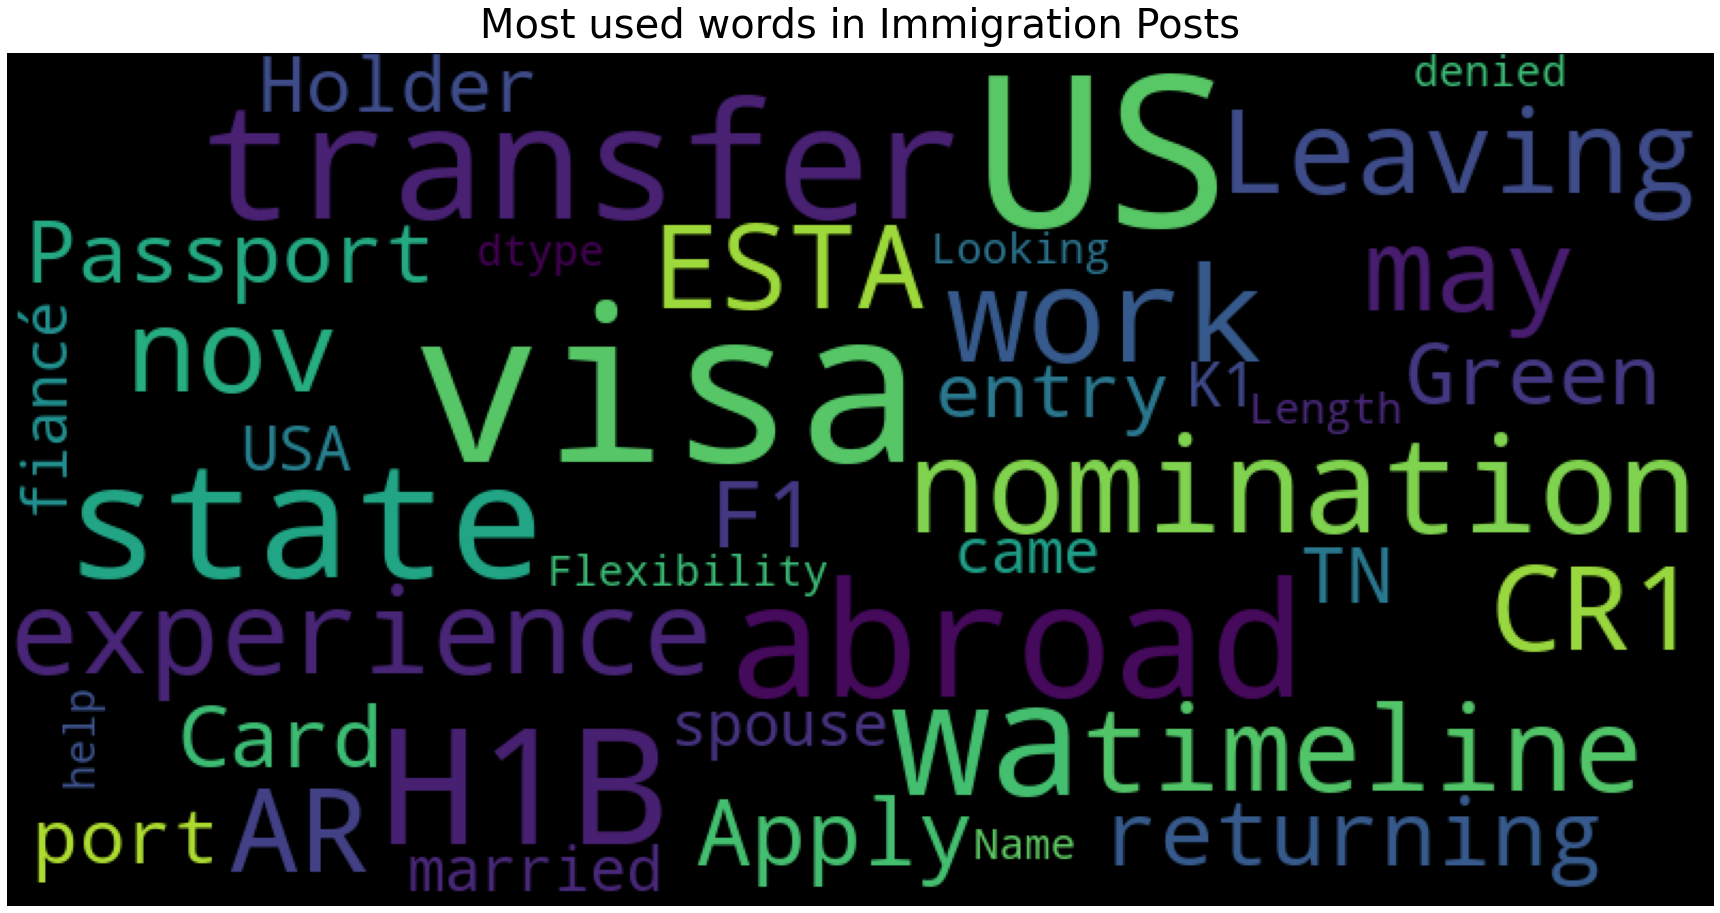 Most used words in Immigration Posts
Holder
denied
transfer
US
Leaving
Passport
dtype
ESTA
Looking
may
work
fiancé
nov
visa
entry
K1
Length
Green
USA
state
F1
nomination
Flexibility
came
TN
CR1
experience
abroad
help
Card
H1B
spouse
wa
timeline
port
AR
married
Apply
Name
returning